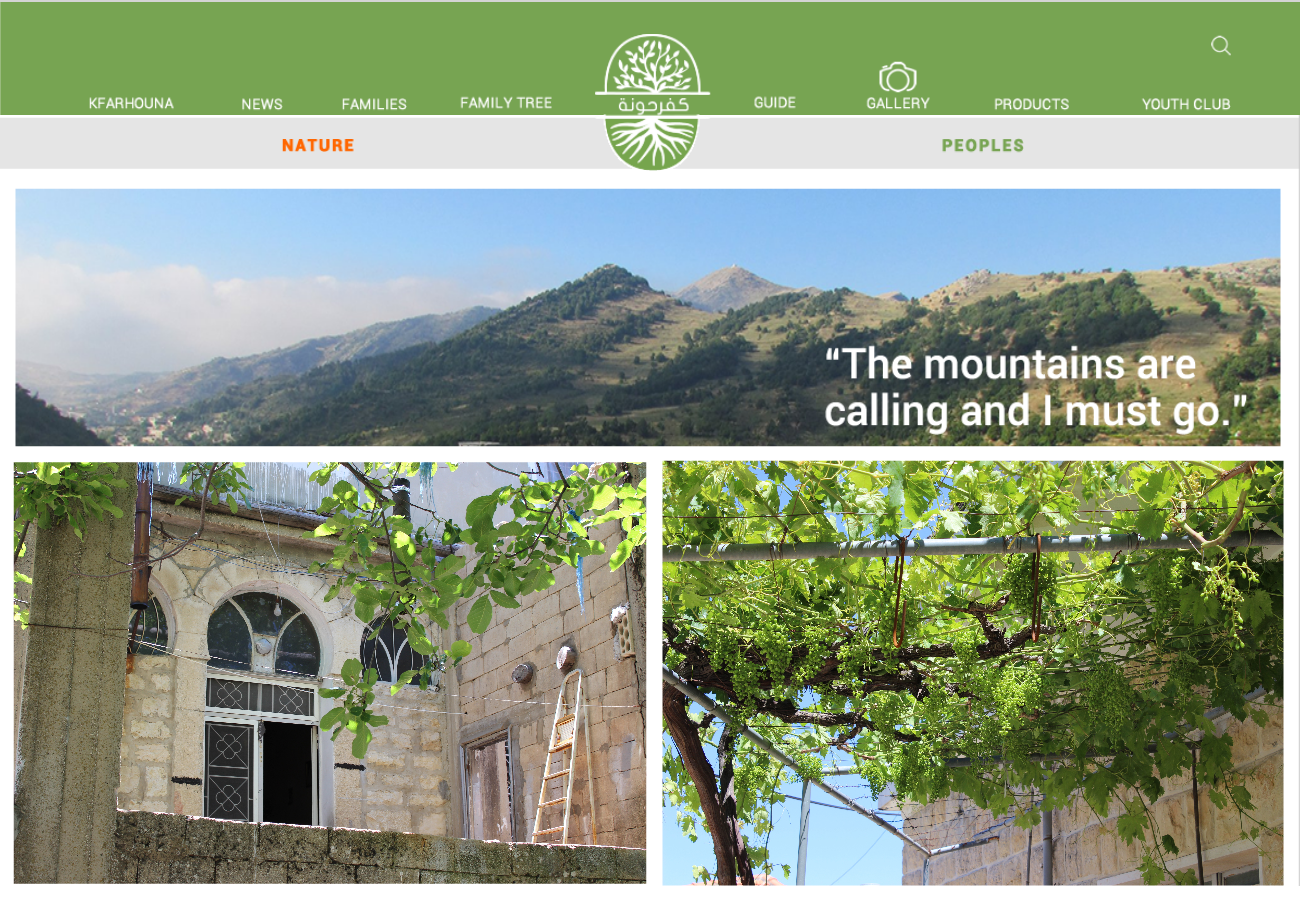 KFARHOUNA
NEWS
FAMILIES
FAMILY TREE
كفرحونة
GUIDE
GALLERY
PRODUCTS
YOUTH CLUB
NATURE
PEOPLES
“The mountains are
calling and I must go.”